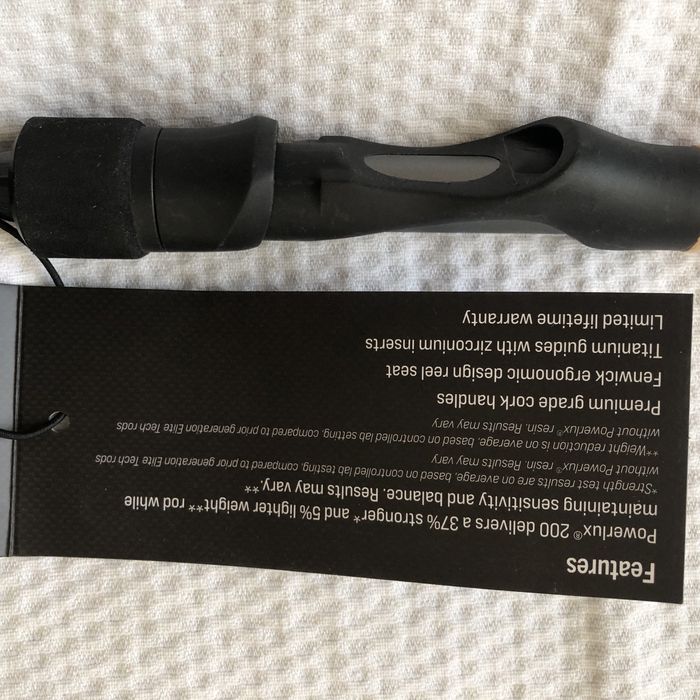 Features
Powerlux® 200 delivers a 37% stronger* and 5% lighter weight** rod while
maintaining sensitivity and balance. Results may vary.**
*Strength test results are on average, based on controlled lab testing, compared to prior generation Elite Tech rods
without Powerlux® resin. Results may vary
**Weight reduction is on average, based on controlled lab setting, compared to prior generation Elite Tech rods
without Powerlux® resin. Results may vary
Premium grade cork handles
Fenwick ergonomic design reel seat
Titanium guides with zirconium inserts
Limited lifetime warranty